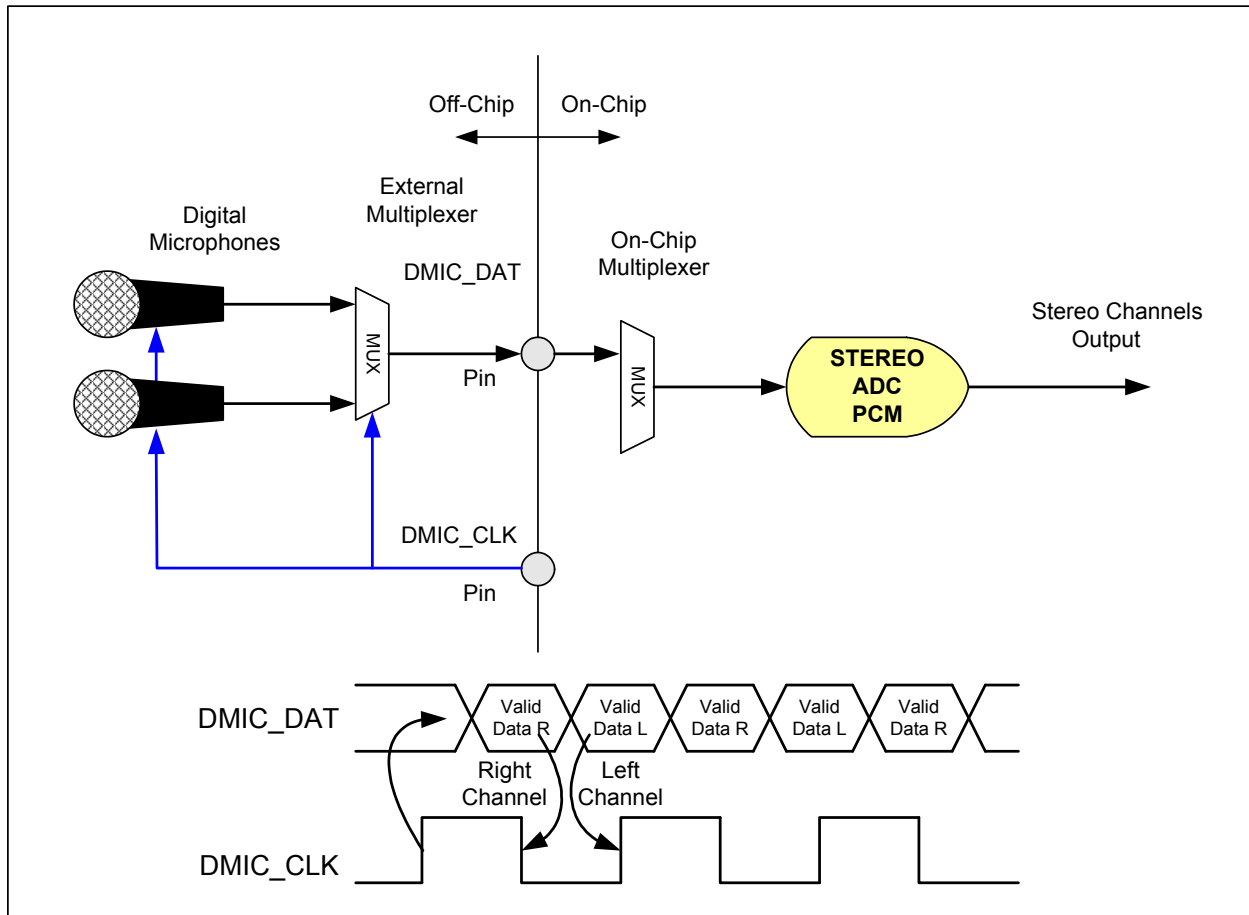 Off-Chip
On-Chip
External
Multiplexer
Digital
Microphones
On-Chip
Multiplexer
DMIC_DAT
Stereo Channels
Output
MUX
MUX
STEREO
ADC
PCM
Pin
DMIC_CLK
Pin
DMIC_DAT
Valid
Data R
Valid
Data L
Valid
Data R
Valid
Data L
Valid
Data R
Right
Channel
Left
Channel
DMIC_CLK